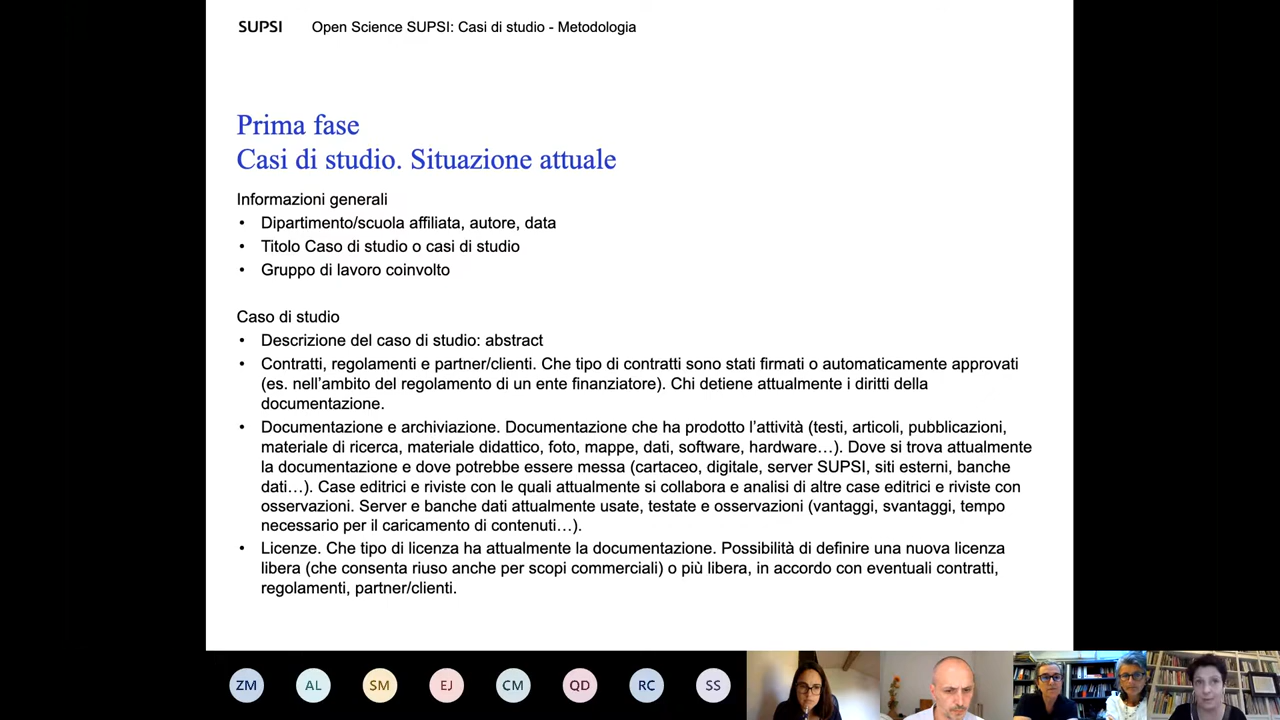 SUPSI Open Science SUPSI: Casi di studio - Metodologia
Prima fase
Casi di studio. Situazione attuale
Informazioni generali
• Dipartimento/scuola affiliata, autore, data
• Titolo Caso di studio o casi di studio
• Gruppo di lavoro coinvolto
Caso di studio
• Descrizione del caso di studio: abstract
• Contratti, regolamenti e partner/clienti. Che tipo di contratti sono stati firmati o automaticamente approvati
(es. nell’ambito del regolamento di un ente finanziatore). Chi detiene attualmente i diritti della
documentazione.
• Documentazione e archiviazione. Documentazione che ha prodotto l’attività (testi, articoli, pubblicazioni,
materiale di ricerca, materiale didattico, foto, mappe, dati, software, hardware…). Dove si trova attualmente
la documentazione e dove potrebbe essere messa (cartaceo, digitale, server SUPSI, siti esterni, banche
dati…). Case editrici e riviste con le quali attualmente si collabora e analisi di altre case editrici e riviste con
osservazioni. Server e banche dati attualmente usate, testate e osservazioni (vantaggi, svantaggi, tempo
necessario per il caricamento di contenuti…).
• Licenze. Che tipo di licenza ha attualmente la documentazione. Possibilità di definire una nuova licenza
libera (che consenta riuso anche per scopi commerciali) o più libera, in accordo con eventuali contratti,
regolamenti, partner/clienti.
ZM AL SM EJ CM QD RC SS